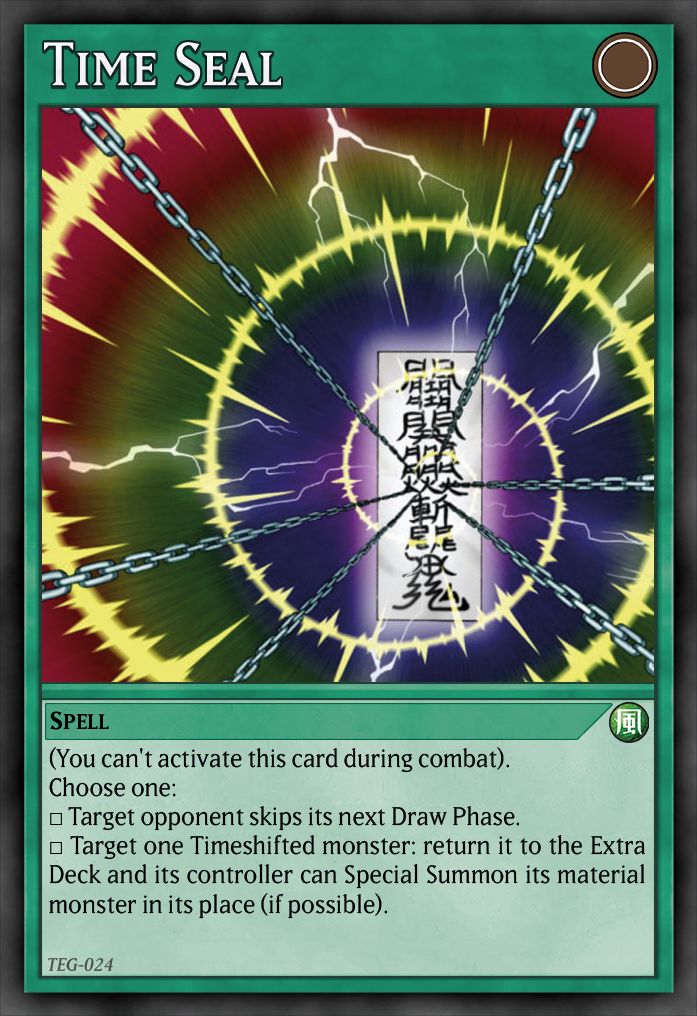 TIME SEAL
SPELL
風
(You can't activate this card during combat).
Choose one:
□ Target opponent skips its next Draw Phase.
□ Target one Timeshifted monster: return it to the Extra
Deck and its controller can Special Summon its material
monster in its place (if possible).
TEG-024